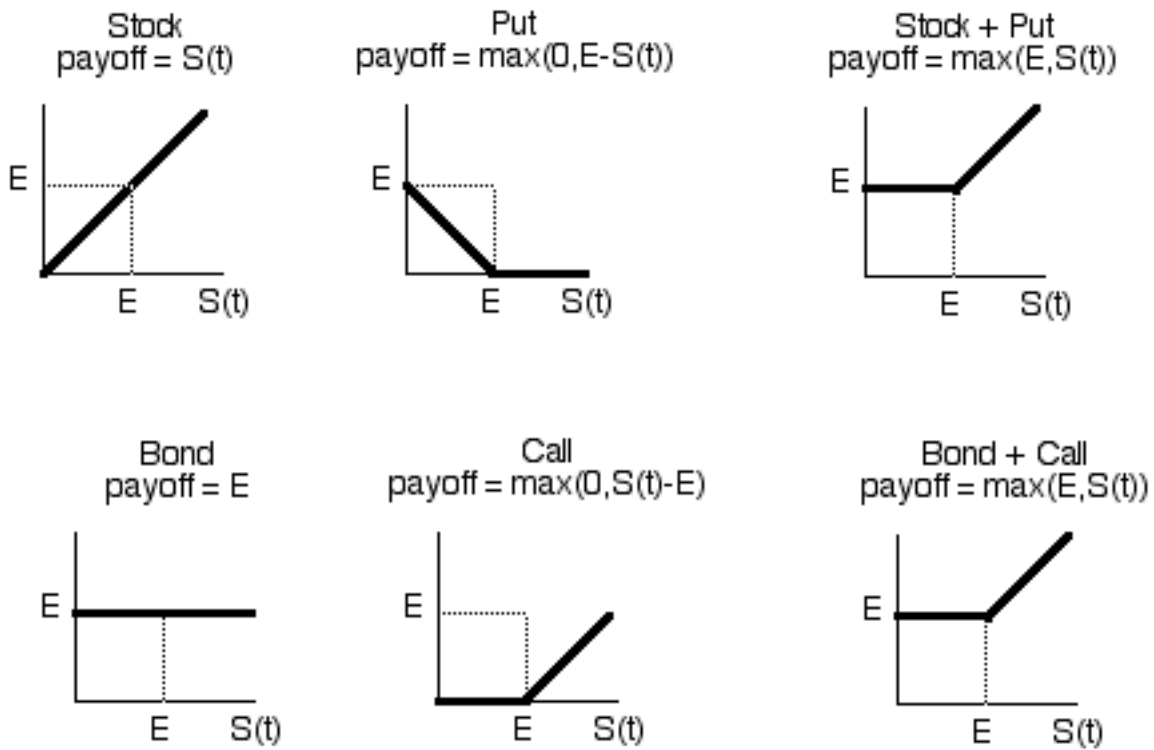 Stock
payoff = S(t)
Put
payoff = max(0,E-S(t))
Stock + Put
payoff = max(E,S(t))
E
E
S(t)
E
E
S(t)
E
E
S(t)
Bond
payoff = E
Call
payoff = max(0,S(t)-E)
Bond + Call
payoff = max(E,S(t))
E
E
S(t)
E
E
S(t)
E
E
S(t)